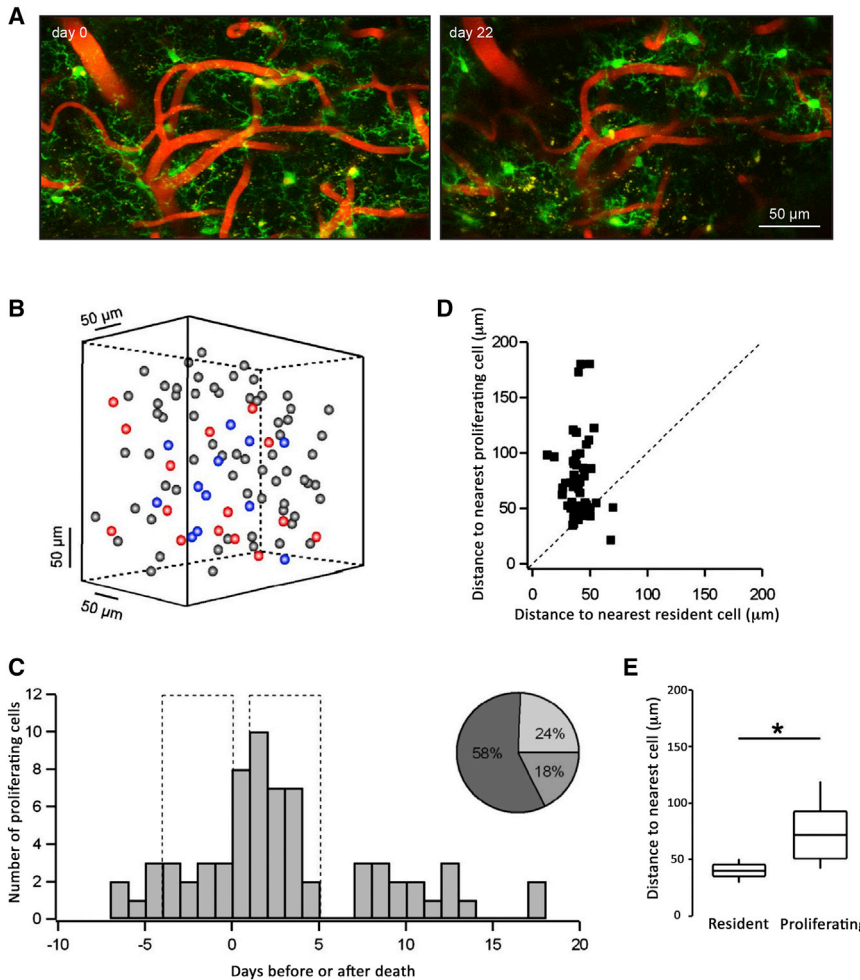 A
day 0
day 22
50 µm
B
50 µm
50 µm
50 µm
D
Distance to nearest proliferating cell (µm)
200
150
100
50
0
0
50
100
150
200
Distance to nearest resident cell (µm)
C
Number of proliferating cells
12
10
8
6
4
2
0
-10
-5
0
5
10
15
20
Days before or after death
58%
24%
18%
E
Distance to nearest cell (µm)
200
150
100
50
0
*
Resident
Proliferating